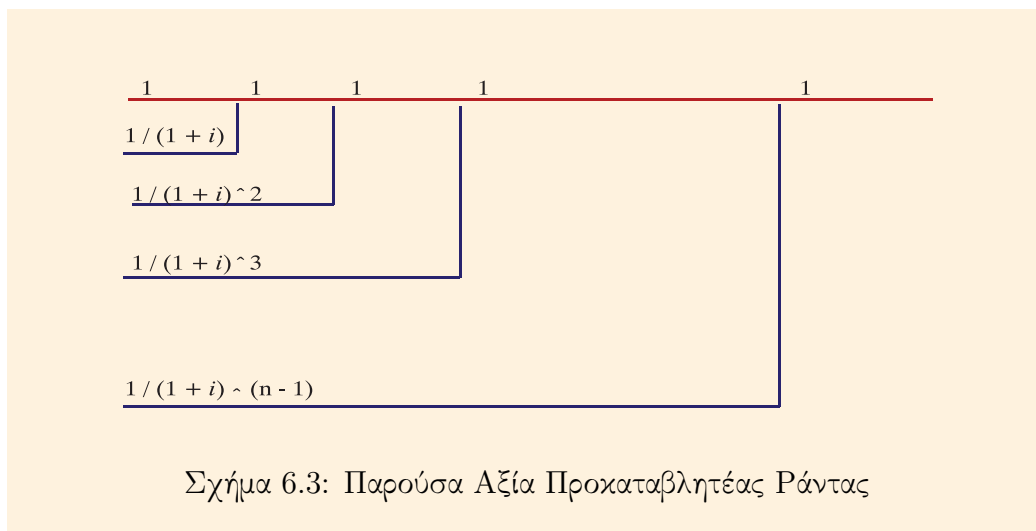 1 1 1 1 1
1 / (1 + i)
1 / (1 + i) ^ 2
1 / (1 + i) ^ 3
1 / (1 + i) ^ (n - 1)
Σχήμα 6.3: Παρούσα Αξία Προκαταβλητέας Ράντας